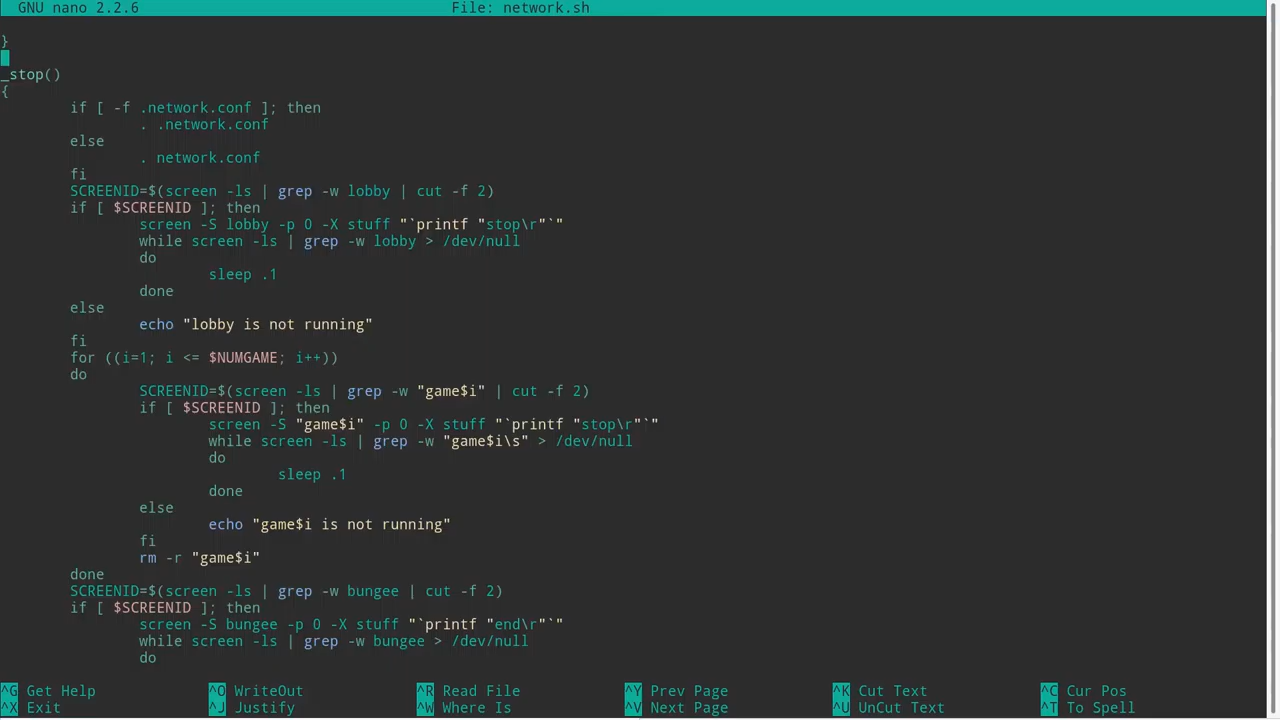 GNU nano 2.2.6 File: network.sh
}
_stop()
{
if [ -f .network.conf ]; then
. .network.conf
else
. network.conf
fi
SCREENID=$(screen -ls | grep -w lobby | cut -f 2)
if [ $SCREENID ]; then
screen -S lobby -p 0 -X stuff "`printf "stop\r"`"
while screen -ls | grep -w lobby > /dev/null
do
sleep .1
done
else
echo "lobby is not running"
fi
for ((i=1; i <= $NUMGAME; i++))
do
SCREENID=$(screen -ls | grep -w "game$i" | cut -f 2)
if [ $SCREENID ]; then
screen -S "game$i" -p 0 -X stuff "`printf "stop\r"`"
while screen -ls | grep -w "game$i\s" > /dev/null
do
sleep .1
done
else
echo "game$i is not running"
fi
rm -r "game$i"
done
SCREENID=$(screen -ls | grep -w bungee | cut -f 2)
if [ $SCREENID ]; then
screen -S bungee -p 0 -X stuff "`printf "end\r"`"
while screen -ls | grep -w bungee > /dev/null
do
^G Get Help ^O WriteOut ^R Read File ^Y Prev Page ^K Cut Text ^C Cur Pos
^X Exit ^J Justify ^W Where Is ^V Next Page ^U UnCut Text ^T To Spell